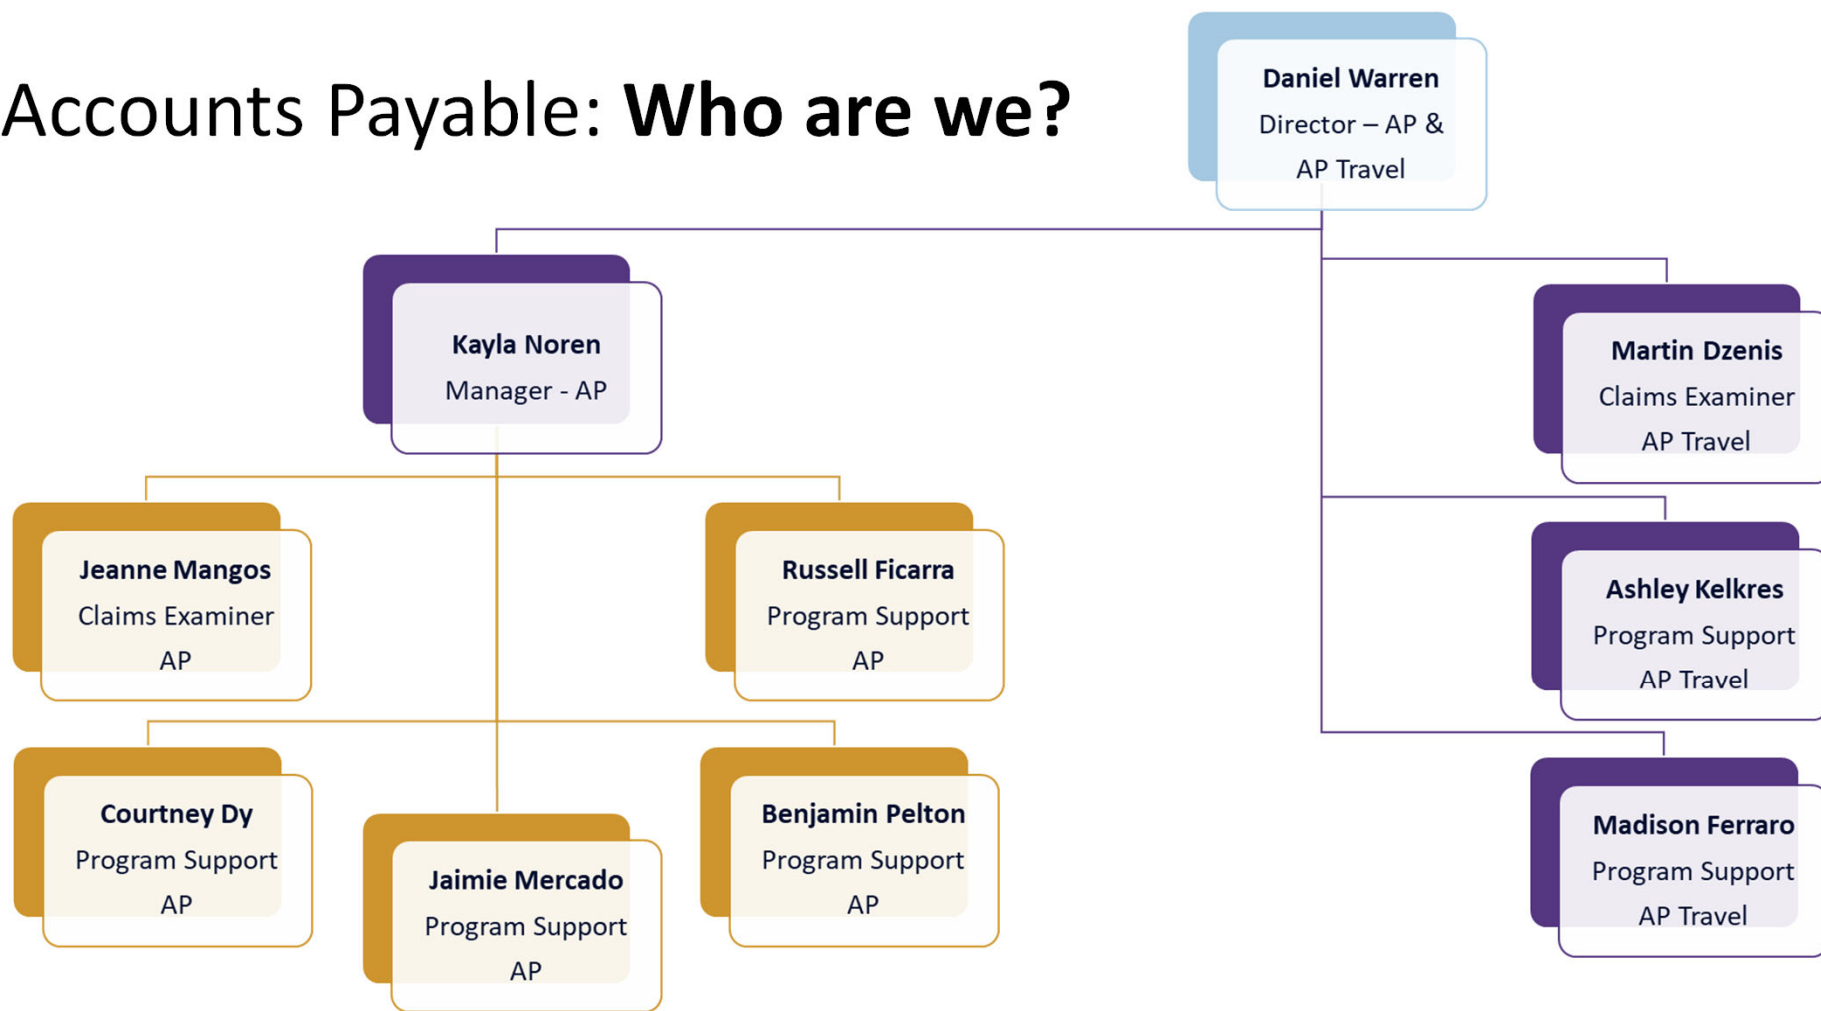 Accounts Payable: Who are we?
Daniel Warren
Director – AP &
AP Travel
Kayla Noren
Manager - AP
Martin Dzenis
Claims Examiner
AP Travel
Jeanne Mangos
Claims Examiner
AP
Russell Ficarra
Program Support
AP
Ashley Kelkres
Program Support
AP Travel
Courtney Dy
Program Support
AP
Jaimie Mercado
Program Support
AP
Benjamin Pelton
Program Support
AP
Madison Ferraro
Program Support
AP Travel